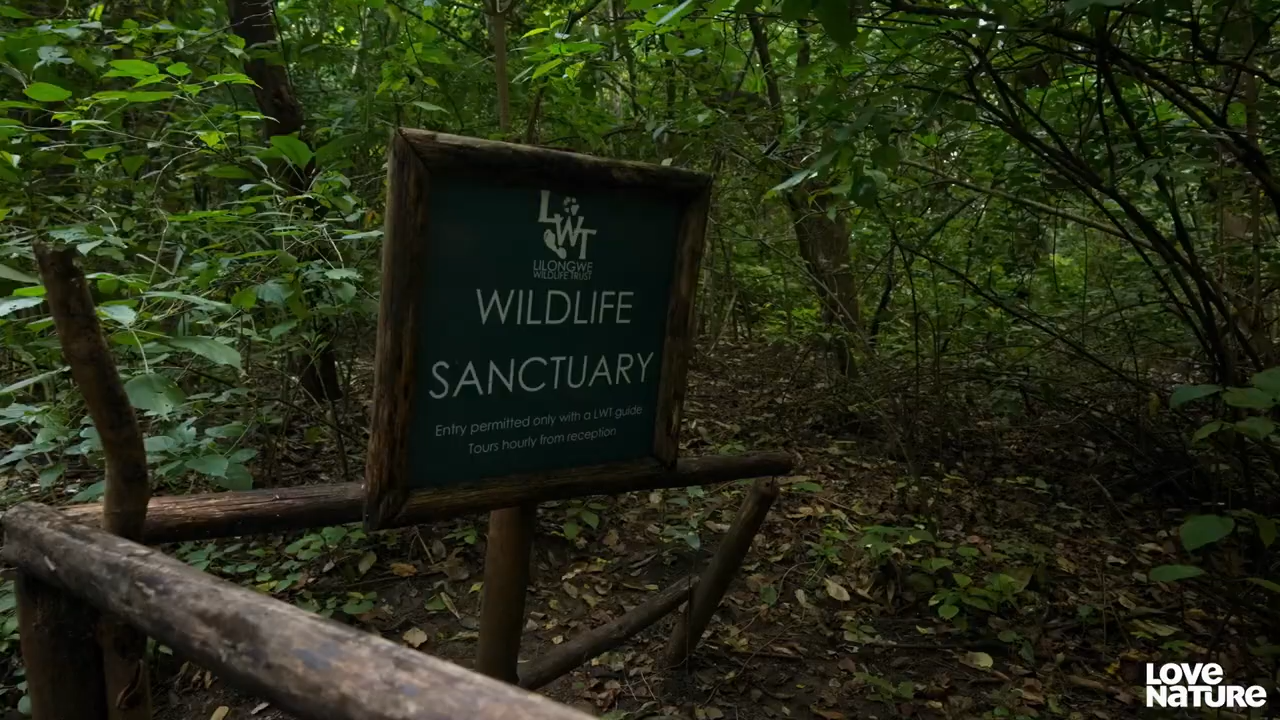 LWT
LILONGWE
WILDLIFE TRUST
WILDLIFE
SANCTUARY
Entry permitted only with a LWT guide
Tours hourly from reception
LOVE
NATURE